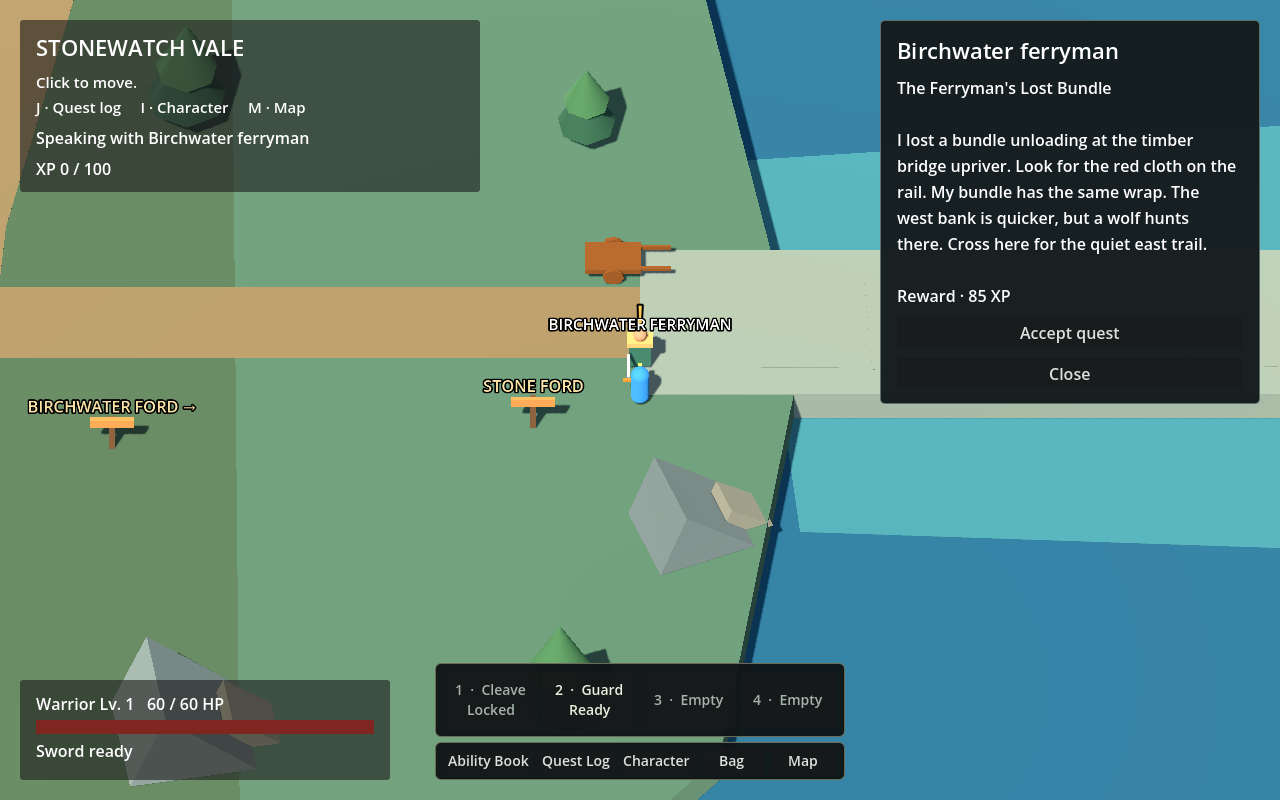 STONEWATCH VALE
Click to move.
J · Quest log I · Character M · Map
Speaking with Birchwater ferryman
XP 0 / 100
Birchwater ferryman
The Ferryman's Lost Bundle
I lost a bundle unloading at the timber
bridge upriver. Look for the red cloth on the
rail. My bundle has the same wrap. The
west bank is quicker, but a wolf hunts
there. Cross here for the quiet east trail.
Reward · 85 XP
Accept quest
Close
!
BIRCHWATER FERRYMAN
STONE FORD
BIRCHWATER FORD →
Warrior Lv. 1 60 / 60 HP
Sword ready
1 · Cleave
Locked
2 · Guard
Ready
3 · Empty
4 · Empty
Ability Book Quest Log Character Bag Map